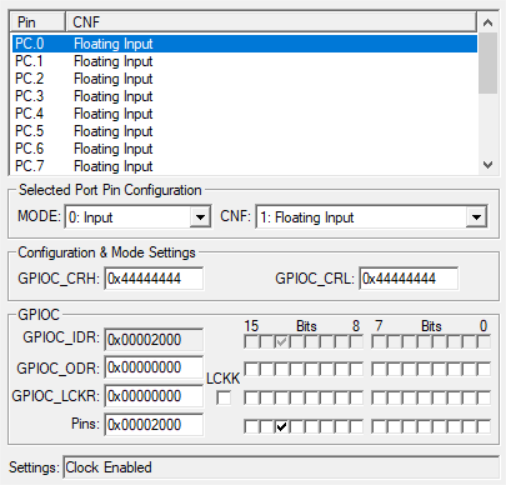 Pin CNF
PC.0 Floating Input
PC.1 Floating Input
PC.2 Floating Input
PC.3 Floating Input
PC.4 Floating Input
PC.5 Floating Input
PC.6 Floating Input
PC.7 Floating Input
Selected Port Pin Configuration
MODE: 0: Input CNF: 1: Floating Input
Configuration & Mode Settings
GPIOC_CRH: 0x44444444 GPIOC_CRL: 0x44444444
GPIOC
15 Bits 8 7 Bits 0
GPIOC_IDR: 0x00002000
GPIOC_ODR: 0x00000000
LCKK
GPIOC_LCKR: 0x00000000
Pins: 0x00002000
Settings: Clock Enabled